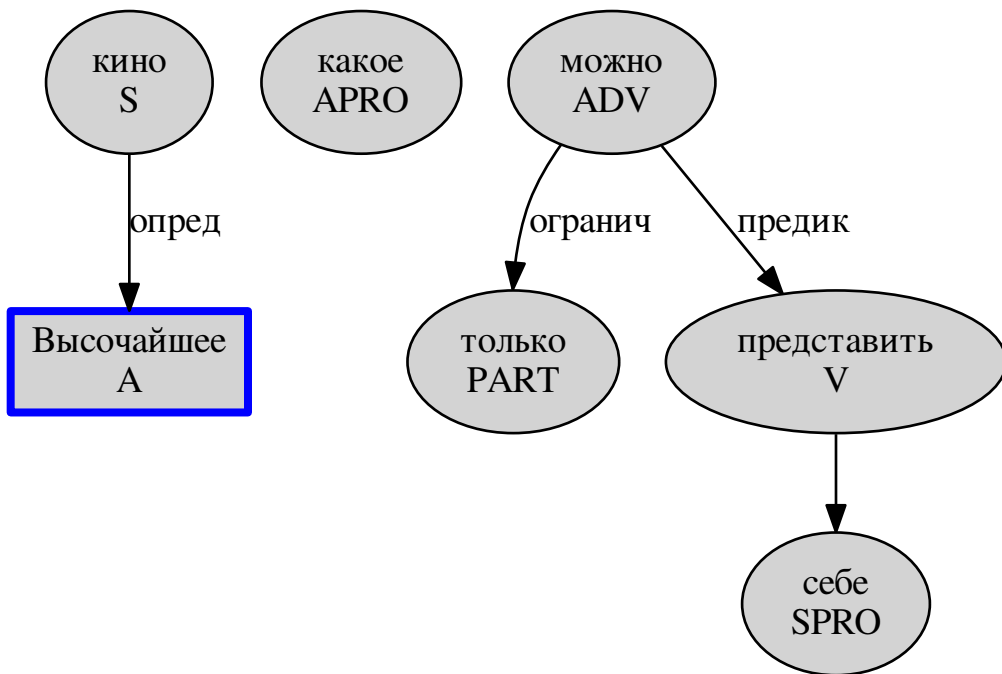 кино
S
какое
APRO
можно
ADV
опред
огранич
предик
Высочайшее
A
только
PART
представить
V
себе
SPRO